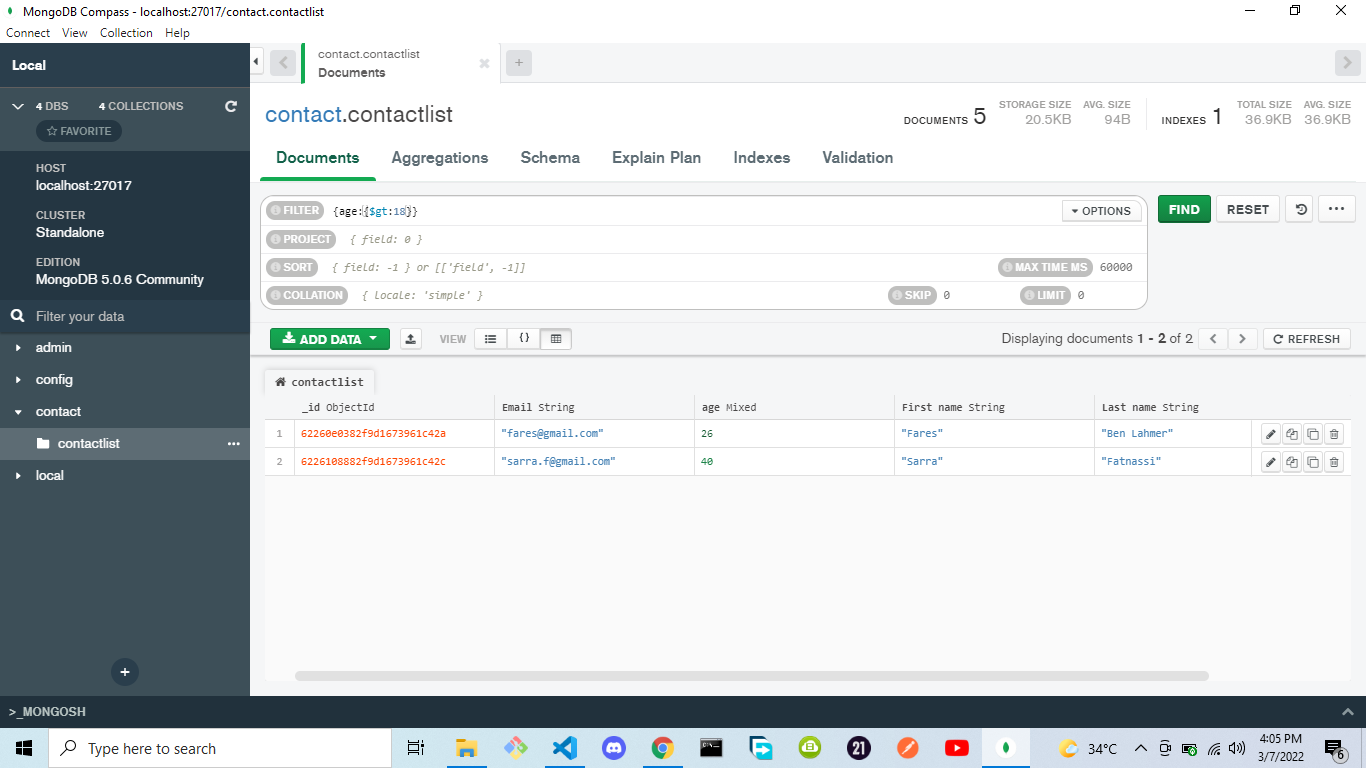 MongoDB Compass - localhost:27017/contact.contactlist
Connect View Collection Help
Local
contact.contactlist
Documents
4 DBS 4 COLLECTIONS
FAVORITE
HOST
localhost:27017
CLUSTER
Standalone
EDITION
MongoDB 5.0.6 Community
Filter your data
admin
config
contact
contactlist
local
contact.contactlist
DOCUMENTS 5 STORAGE SIZE 20.5KB AVG. SIZE 94B INDEXES 1 TOTAL SIZE 36.9KB AVG. SIZE 36.9KB
Documents Aggregations Schema Explain Plan Indexes Validation
FILTER {age:{$gt:18}} OPTIONS FIND RESET
PROJECT { field: 0 }
SORT { field: -1 } or [['field', -1]] MAX TIME MS 60000
COLLATION { locale: 'simple' } SKIP 0 LIMIT 0
ADD DATA VIEW {} Displaying documents 1 - 2 of 2 REFRESH
contactlist
_id ObjectId Email String age Mixed First name String Last name String
1 62260e0382f9d1673961c42a "fares@gmail.com" 26 "Fares" "Ben Lahmer"
2 6226108882f9d1673961c42c "sarra.f@gmail.com" 40 "Sarra" "Fatnassi"
>_MONGOSH
Type here to search 21 34°C 4:05 PM
3/7/2022 6